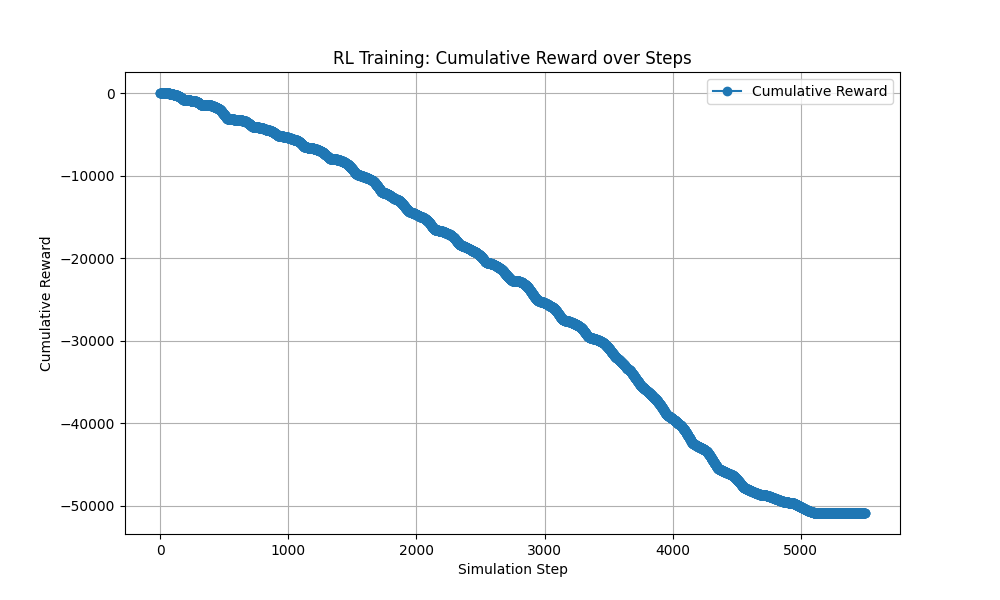 RL Training: Cumulative Reward over Steps
Cumulative Reward
0
−10000
−20000
−30000
−40000
−50000
Cumulative Reward
0 1000 2000 3000 4000 5000
Simulation Step